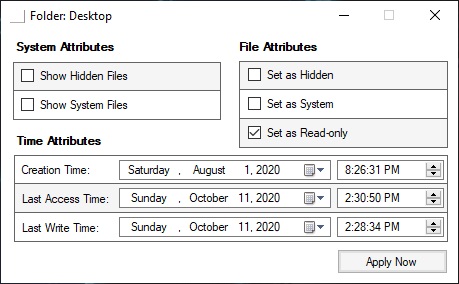 Folder: Desktop
System Attributes
Show Hidden Files
Show System Files
File Attributes
Set as Hidden
Set as System
Set as Read-only
Time Attributes
Creation Time: Saturday , August 1, 2020 8:26:31 PM
Last Access Time: Sunday , October 11, 2020 2:30:50 PM
Last Write Time: Sunday , October 11, 2020 2:28:34 PM
Apply Now